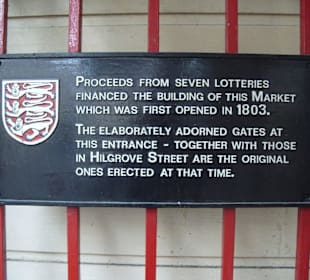 Proceeds from seven lotteries
financed the building of this Market
which was first opened in 1803.
The elaborately adorned gates at
this entrance - together with those
in Hilgrove Street are the original
ones erected at that time.